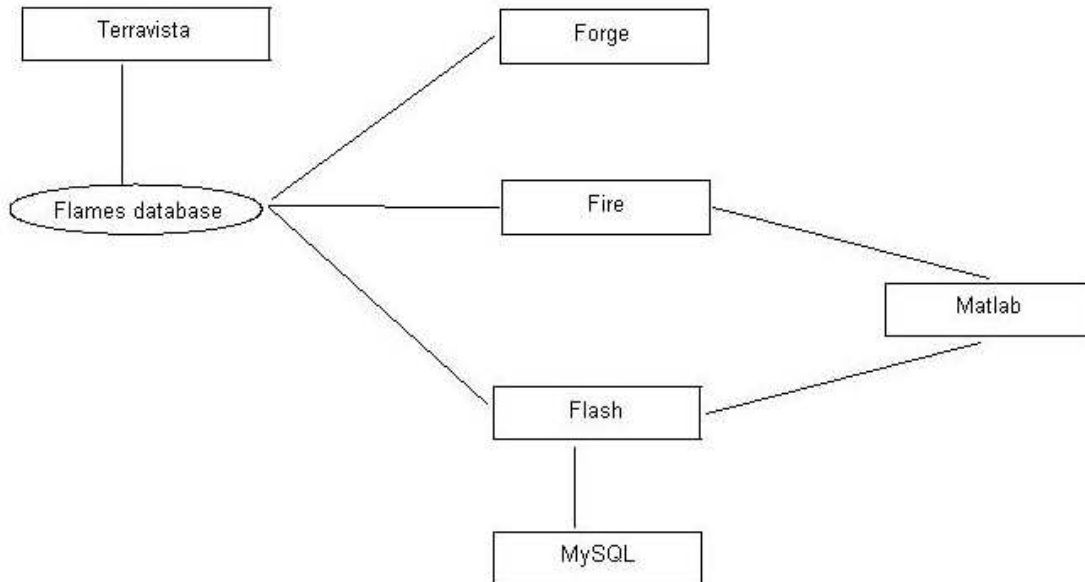 Terravista
Forge
Flames database
Fire
Matlab
Flash
MySQL